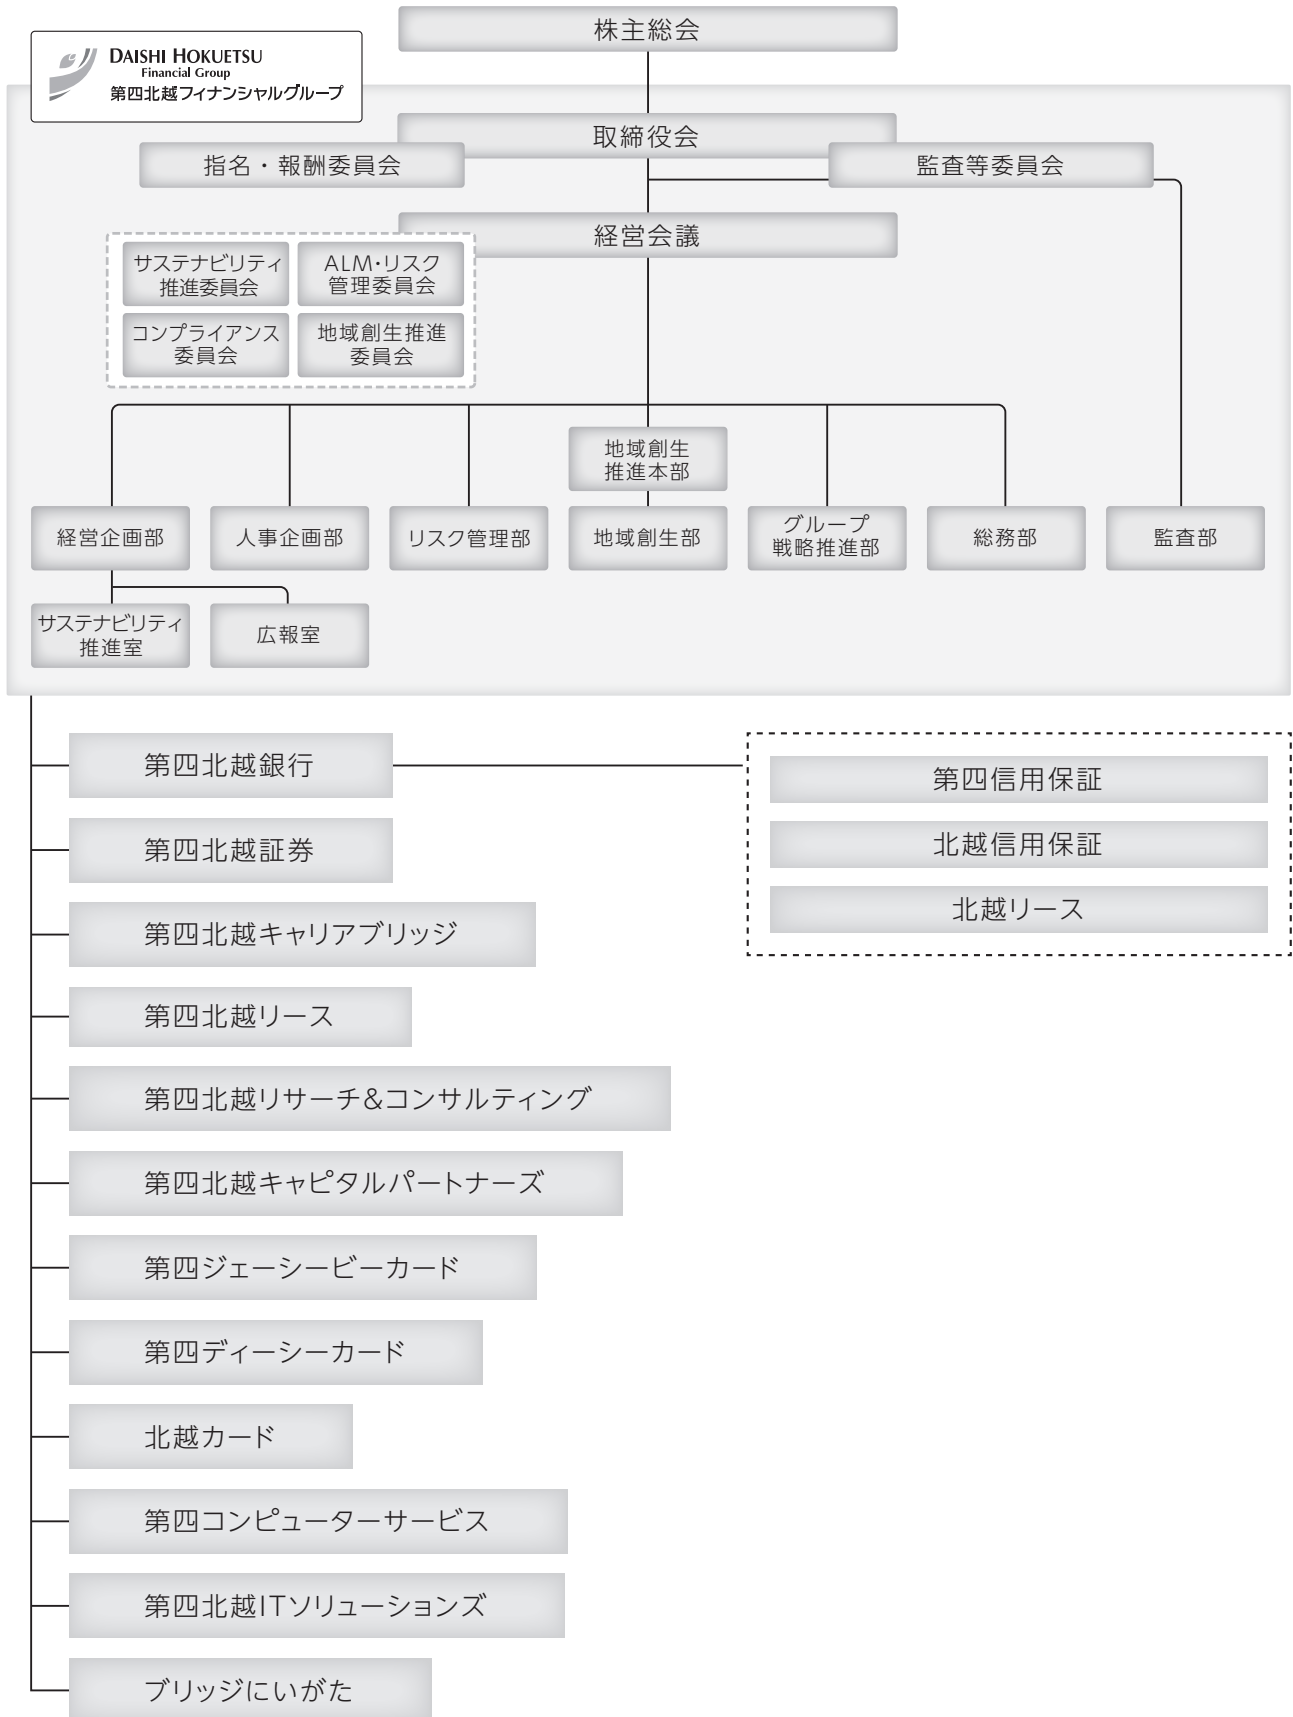 株主総会
DAISHI HOKUETSU
Financial Group
第四北越フィナンシャルグループ
取締役会
指名・報酬委員会
監査等委員会
経営会議
サステナビリティ
推進委員会
ALM・リスク
管理委員会
コンプライアンス
委員会
地域創生推進
委員会
地域創生
推進本部
経営企画部
人事企画部
リスク管理部
地域創生部
グループ
戦略推進部
総務部
監査部
サステナビリティ
推進室
広報室
第四北越銀行
第四信用保証
北越信用保証
北越リース
第四北越証券
第四北越キャリアブリッジ
第四北越リース
第四北越リサーチ&コンサルティング
第四北越キャピタルパートナーズ
第四ジェーシービーカード
第四ディーシーカード
北越カード
第四コンピューターサービス
第四北越ITソリューションズ
ブリッジにいがた